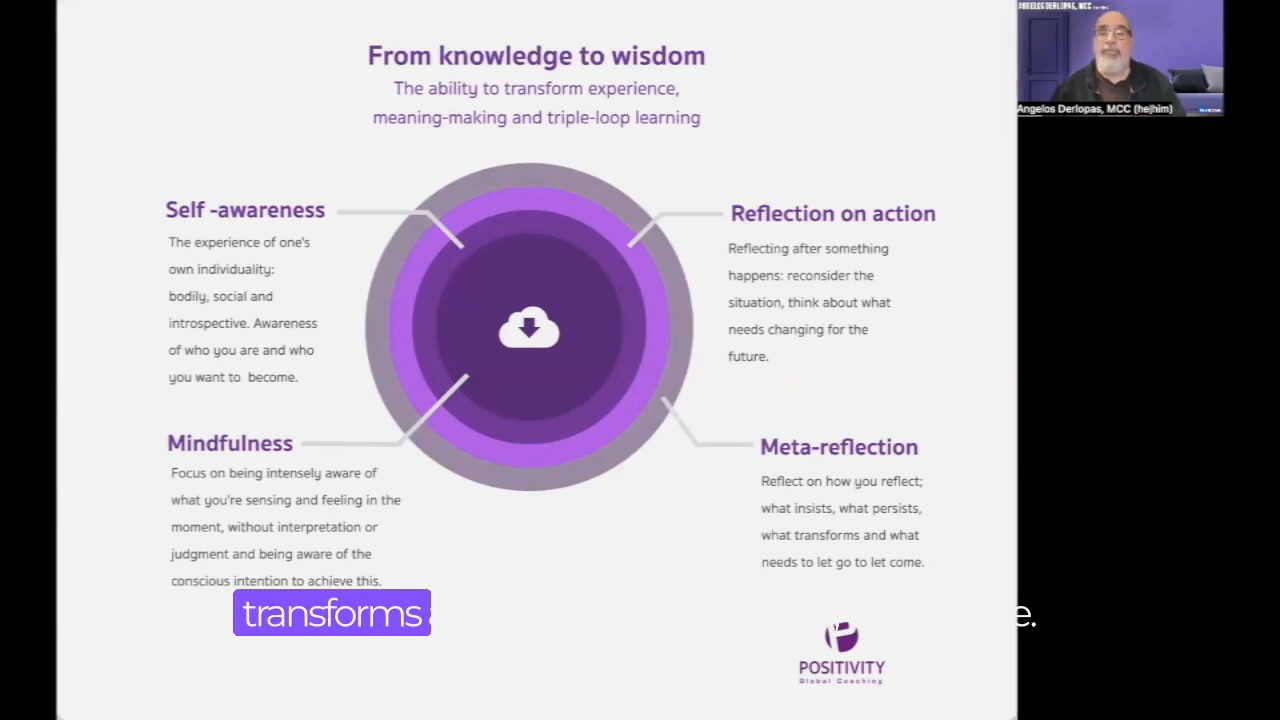 From knowledge to wisdom
The ability to transform experience,
meaning-making and triple-loop learning
Self -awareness
The experience of one's
own individuality:
bodily, social and
introspective. Awareness
of who you are and who
you want to become.
Reflection on action
Reflecting after something
happens: reconsider the
situation, think about what
needs changing for the
future.
Mindfulness
Focus on being intensely aware of
what you're sensing and feeling in the
moment, without interpretation or
judgment and being aware of the
conscious intention to achieve this.
Meta-reflection
Reflect on how you reflect;
what insists, what persists,
what transforms and what
needs to let go to let come.
transforms
POSITIVITY
Global Coaching
ANGELOS DERLOPAS, MCC
Angelos Derlopas, MCC (he|him)